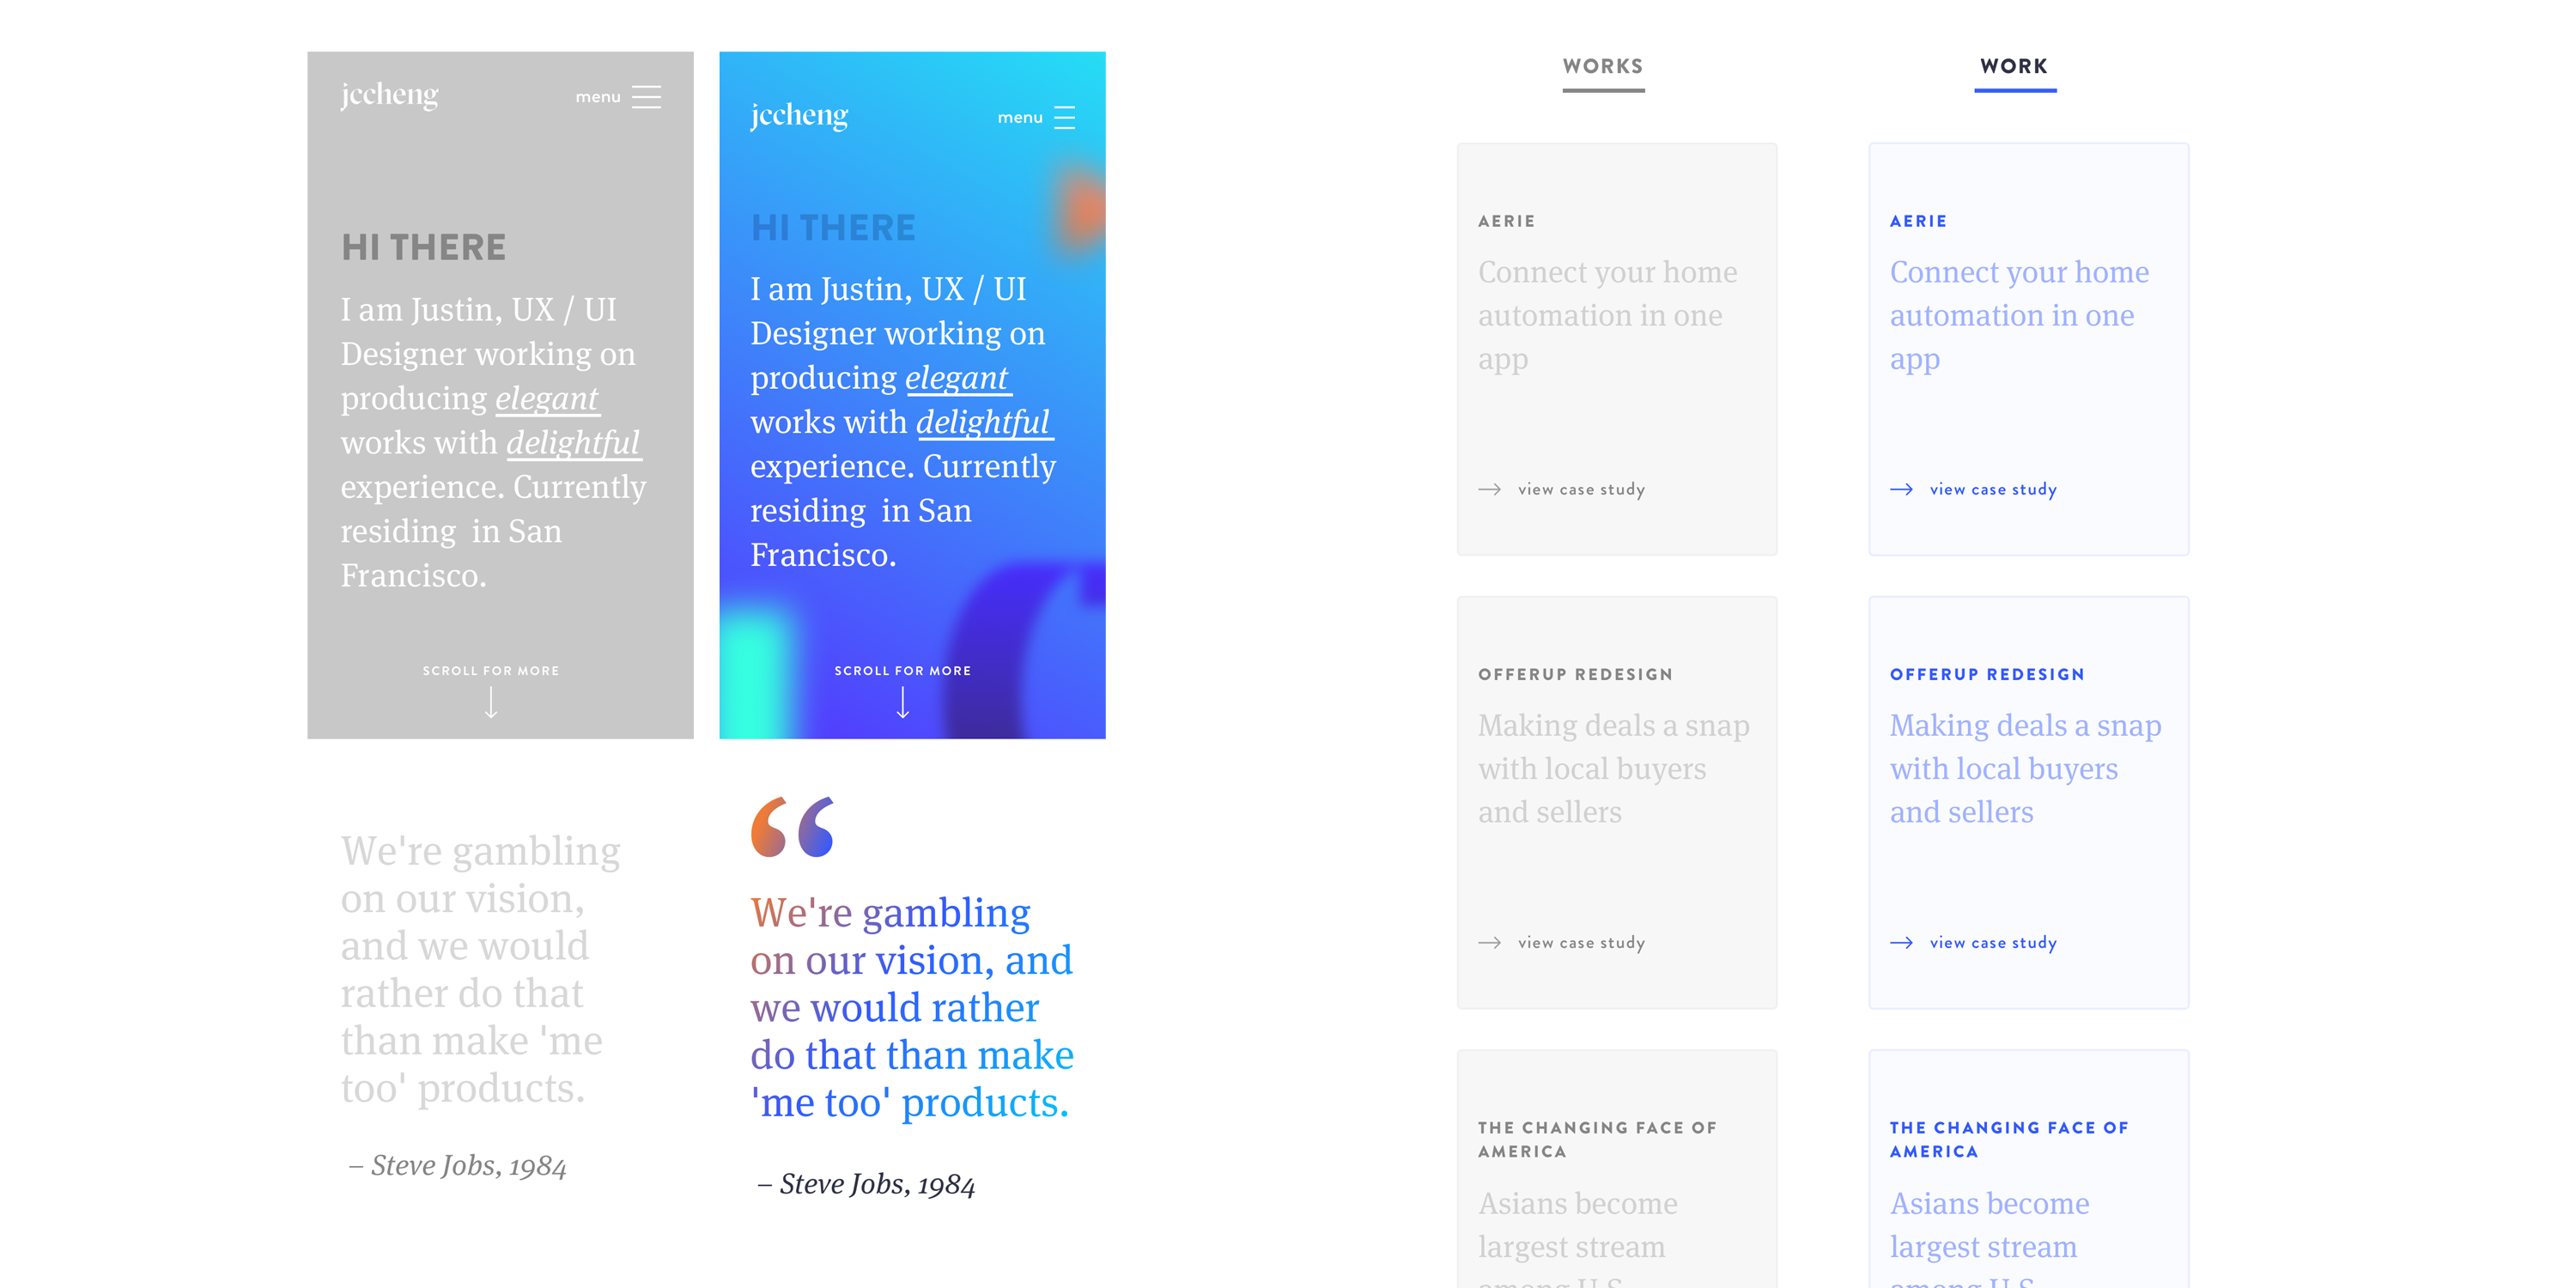 jccheng
menu
HI THERE
I am Justin, UX / UI
Designer working on
producing elegant
works with delightful
experience. Currently
residing  in San
Francisco.
SCROLL FOR MORE
We're gambling
on our vision,
and we would
rather do that
than make 'me
too' products.
– Steve Jobs, 1984
jccheng
menu
HI THERE
I am Justin, UX / UI
Designer working on
producing elegant
works with delightful
experience. Currently
residing  in San
Francisco.
SCROLL FOR MORE
“
We're gambling
on our vision, and
we would rather
do that than make
'me too' products.
– Steve Jobs, 1984
WORKS
AERIE
Connect your home
automation in one
app
→ view case study
OFFERUP REDESIGN
Making deals a snap
with local buyers
and sellers
→ view case study
THE CHANGING FACE OF
AMERICA
Asians become
largest stream
among U.S.
WORK
AERIE
Connect your home
automation in one
app
→ view case study
OFFERUP REDESIGN
Making deals a snap
with local buyers
and sellers
→ view case study
THE CHANGING FACE OF
AMERICA
Asians become
largest stream
among U.S.